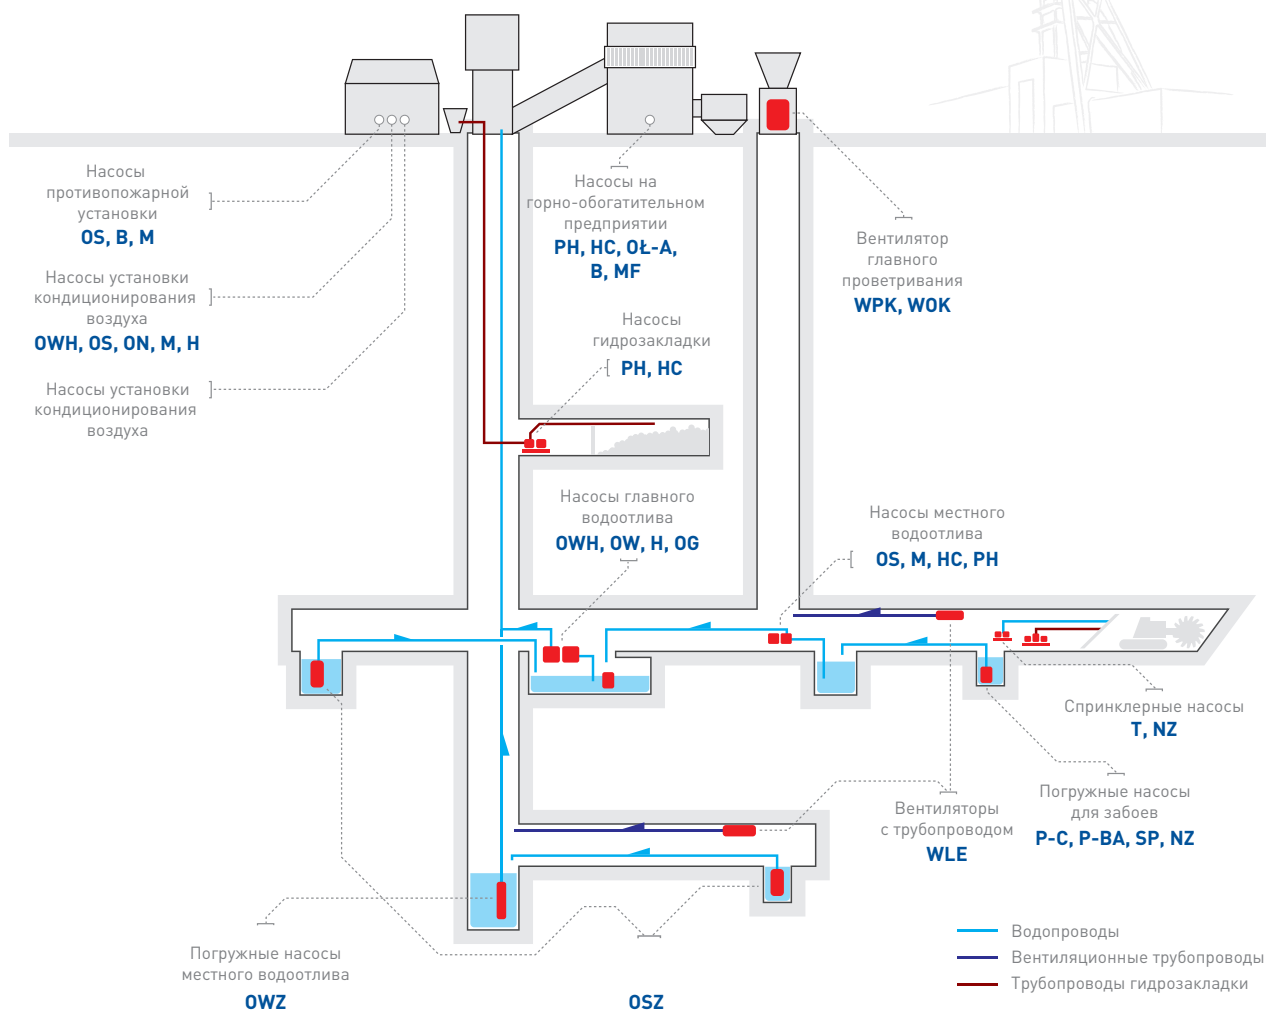 Насосы
противопожарной
установки
OS, B, M
Насосы установки
кондиционирования
воздуха
OWH, OS, ON, M, H
Насосы установки
кондиционирования
воздуха
Насосы на
горно-обогатительном
предприятии
PH, HC, OŁ-A,
B, MF
Насосы
гидрозакладки
PH, HC
Вентилятор
главного
проветривания
WPK, WOK
Насосы главного
водоотлива
OWH, OW, H, OG
Насосы местного
водоотлива
OS, M, HC, PH
Спринклерные насосы
T, NZ
Погружные насосы
для забоев
P-C, P-BA, SP, NZ
Вентиляторы
с трубопроводом
WLE
Погружные насосы
местного водоотлива
OWZ
OSZ
Водопроводы
Вентиляционные трубопроводы
Трубопроводы гидрозакладки